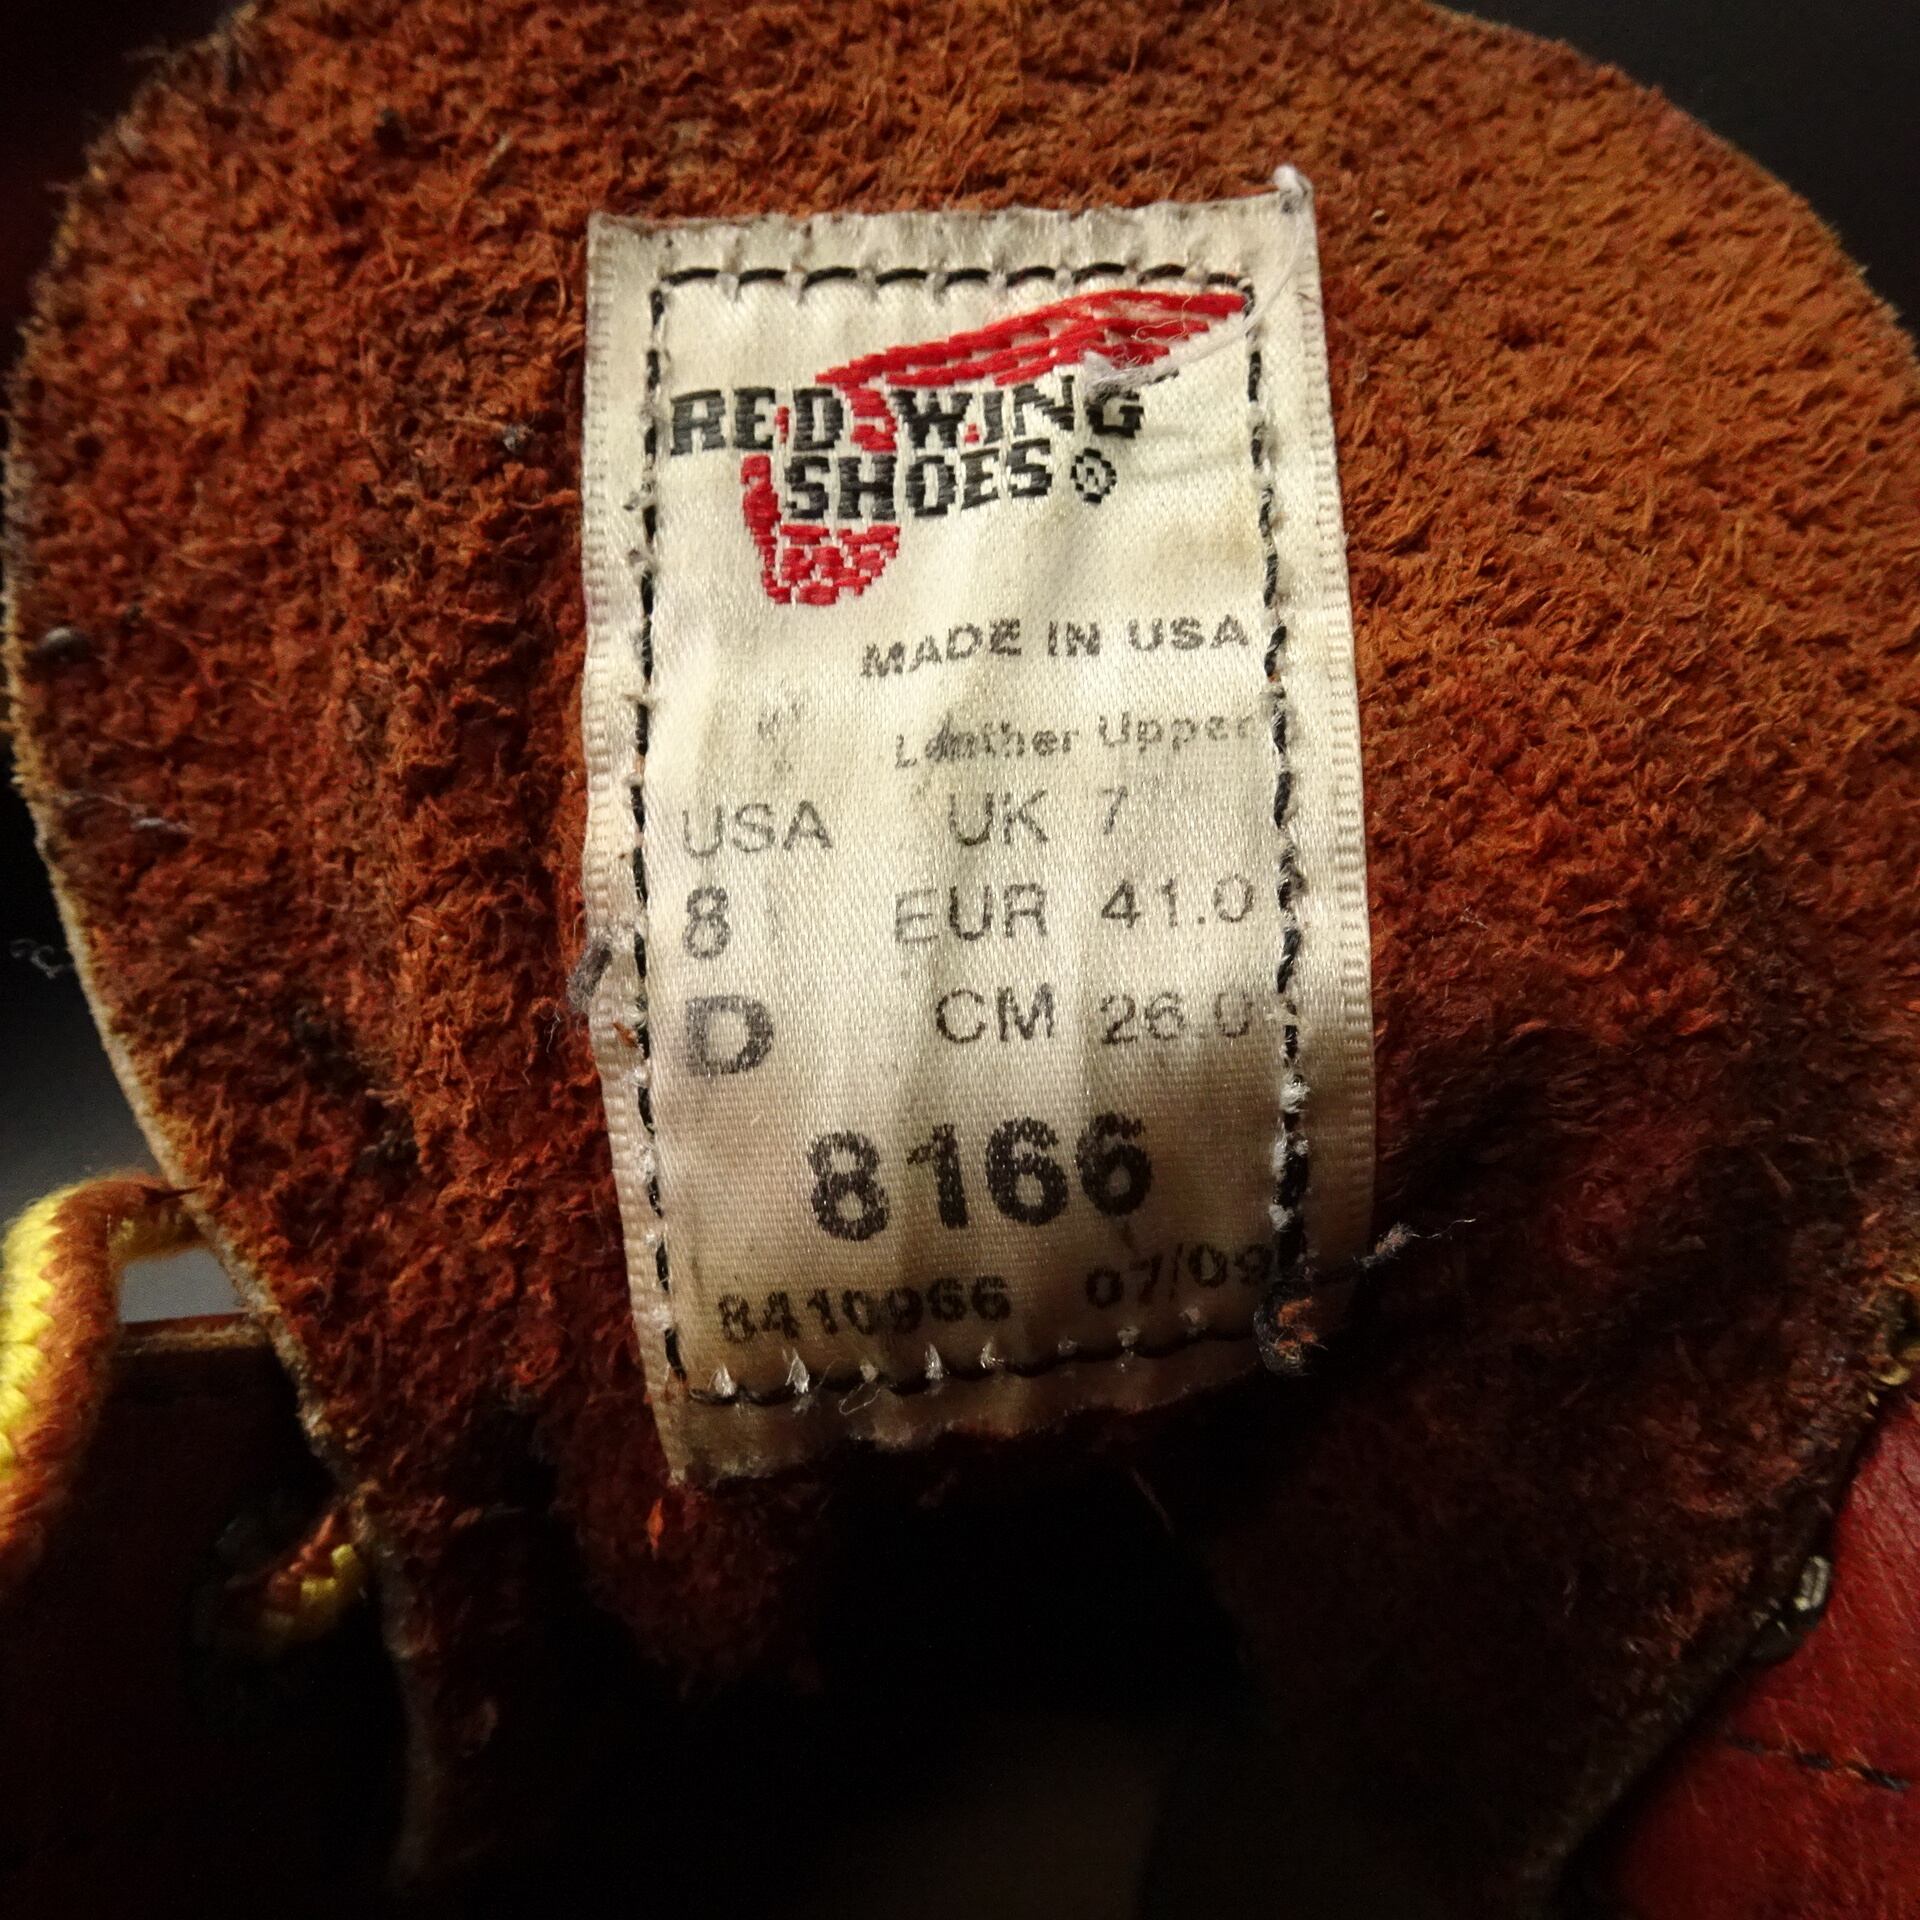 RED WING
SHOES®
MADE IN USA
Leather Upper
USA UK 7
8 EUR 41.0
D CM 26.0
8166
8410966 07/09